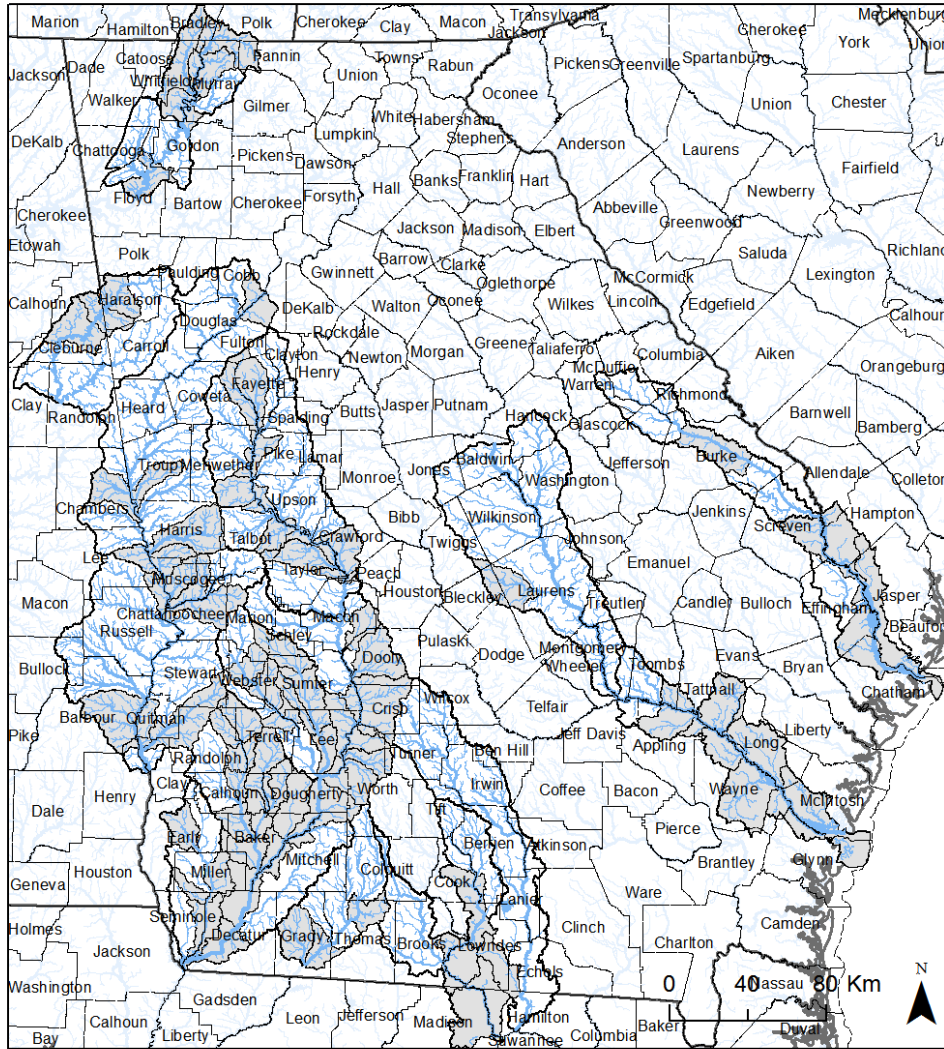 Marion
Hamilton
Bradley
Polk
Cherokee
Clay
Macon
Transylvania
Jackson
Cherokee
Mecklenburg
York
Union
Jackson
Dade
Catoosa
Whitfield
Murray
Fannin
Union
Towns
Rabun
Oconee
Pickens
Greenville
Spartanburg
Union
Chester
Walker
Gilmer
White
Habersham
Stephens
Lumpkin
Anderson
Laurens
Fairfield
DeKalb
Chattooga
Gordon
Pickens
Dawson
Hall
Banks
Franklin
Hart
Newberry
Cherokee
Floyd
Bartow
Cherokee
Forsyth
Abbeville
Greenwood
Etowah
Polk
Jackson
Madison
Elbert
Saluda
Richland
Paulding
Cobb
Gwinnett
Barrow
Clarke
Oglethorpe
McCormick
Lexington
Calhoun
Haralson
DeKalb
Walton
Oconee
Wilkes
Lincoln
Edgefield
Calhoun
Douglas
Cleburne
Carroll
Fulton
Clayton
Rockdale
Newton
Morgan
Greene
Taliaferro
Columbia
McDuffie
Aiken
Orangeburg
Henry
Fayette
Warren
Richmond
Clay
Randolph
Heard
Coweta
Spalding
Butts
Jasper
Putnam
Hancock
Glascock
Barnwell
Bamberg
Troup
Meriwether
Pike
Lamar
Monroe
Jones
Baldwin
Washington
Jefferson
Burke
Allendale
Colleton
Chambers
Upson
Bibb
Wilkinson
Jenkins
Hampton
Harris
Talbot
Crawford
Twiggs
Johnson
Screven
Lee
Muscogee
Taylor
Peach
Houston
Bleckley
Laurens
Emanuel
Jasper
Macon
Chattahoochee
Marion
Macon
Treutlen
Candler
Bulloch
Effingham
Beaufor
Russell
Schley
Pulaski
Dodge
Montgomery
Wheeler
Evans
Bryan
Bullock
Stewart
Webster
Sumter
Dooly
Wilcox
Toombs
Tattnall
Chatham
Barbour
Quitman
Crisp
Telfair
Pike
Terrell
Lee
Turner
Ben Hill
Jeff Davis
Appling
Long
Liberty
Randolph
Clay
Calhoun
Dougherty
Worth
Irwin
Coffee
Bacon
Wayne
McIntosh
Dale
Henry
Tift
Early
Baker
Mitchell
Colquitt
Berrien
Atkinson
Pierce
Brantley
Glynn
Houston
Miller
Cook
Lanier
Ware
Geneva
Seminole
Clinch
Camden
Holmes
Jackson
Decatur
Grady
Thomas
Brooks
Lowndes
Charlton
Echols
0 40 80 Km
N
Washington
Gadsden
Nassau
Calhoun
Liberty
Leon
Jefferson
Madison
Hamilton
Suwannee
Columbia
Baker
Duval
Bay